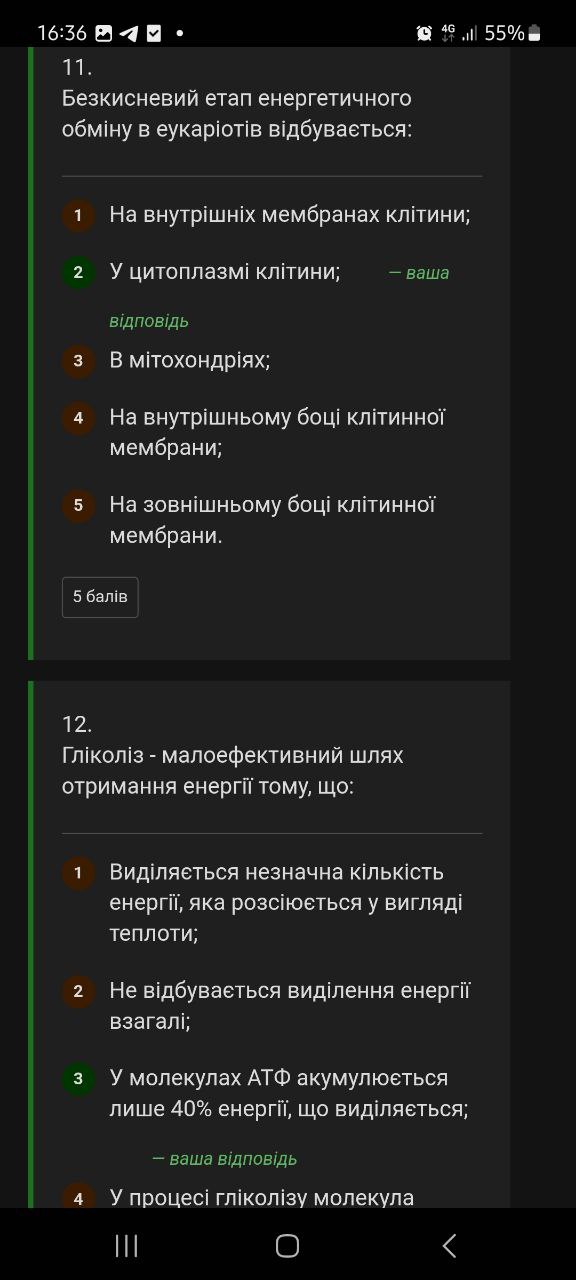 16:36
4G
55%
11.
Безкисневий етап енергетичного
обміну в еукаріотів відбувається:
1 На внутрішніх мембранах клітини;
2 У цитоплазмі клітини; – ваша
відповідь
3 В мітохондріях;
4 На внутрішньому боці клітинної
мембрани;
5 На зовнішньому боці клітинної
мембрани.
5 балів
12.
Гліколіз - малоефективний шлях
отримання енергії тому, що:
1 Виділяється незначна кількість
енергії, яка розсіюється у вигляді
теплоти;
2 Не відбувається виділення енергії
взагалі;
3 У молекулах АТФ акумулюється
лише 40% енергії, що виділяється;
– ваша відповідь
4 У процесі гліколізу молекула